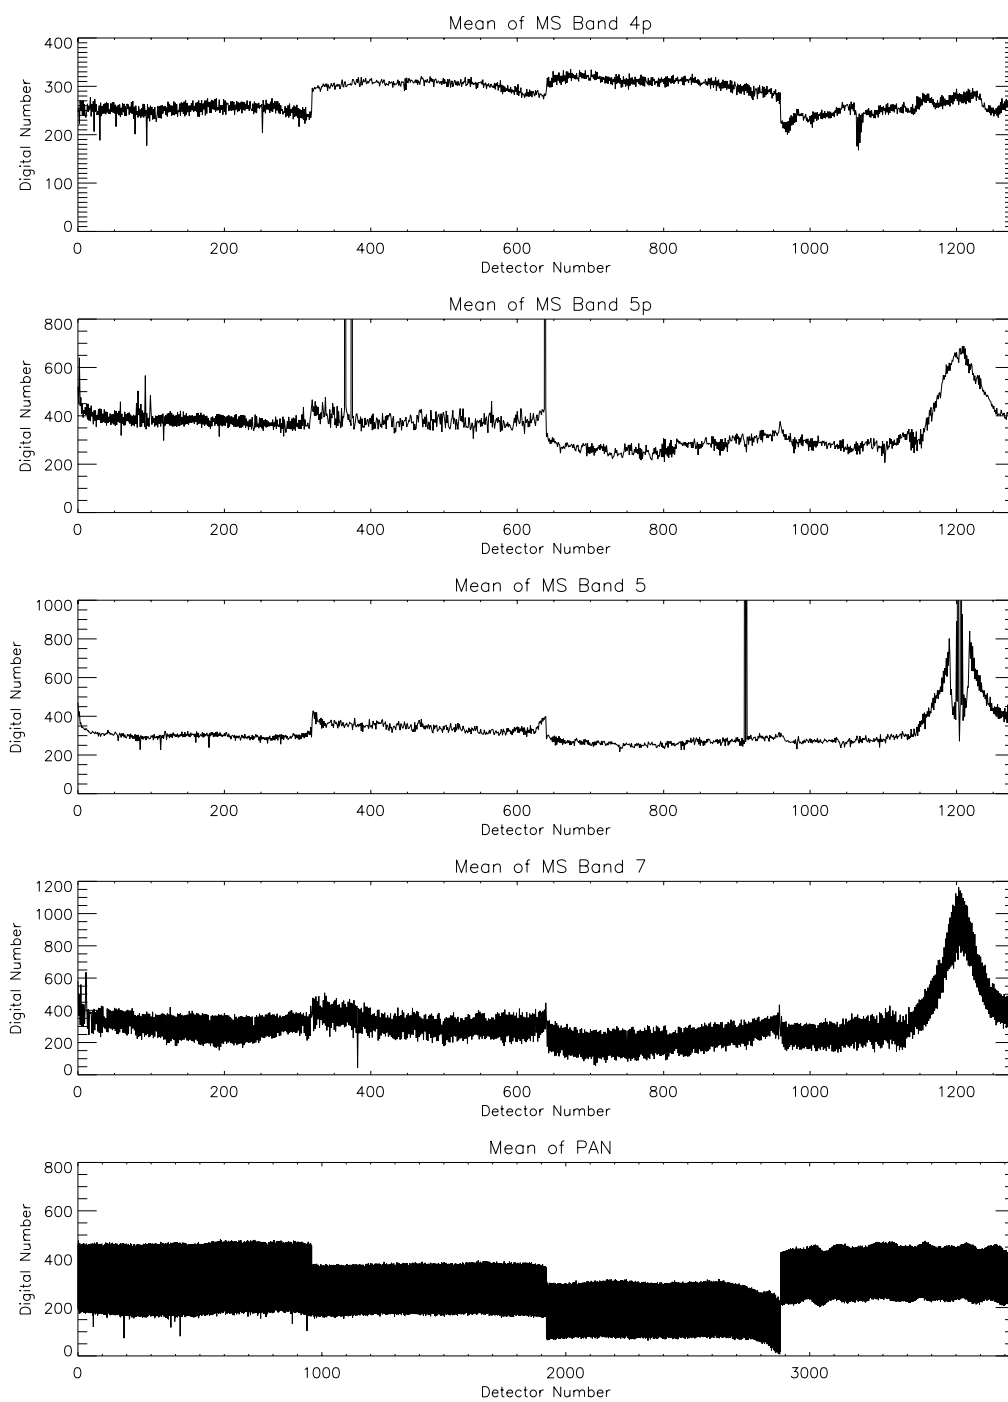 Mean of MS Band 4p
400
300
200
100
0
Digital Number
0 200 400 600 800 1000 1200
Detector Number
Mean of MS Band 5p
800
600
400
200
0
Digital Number
0 200 400 600 800 1000 1200
Detector Number
Mean of MS Band 5
1000
800
600
400
200
0
Digital Number
0 200 400 600 800 1000 1200
Detector Number
Mean of MS Band 7
1200
1000
800
600
400
200
0
Digital Number
0 200 400 600 800 1000 1200
Detector Number
Mean of PAN
800
600
400
200
0
Digital Number
0 1000 2000 3000
Detector Number